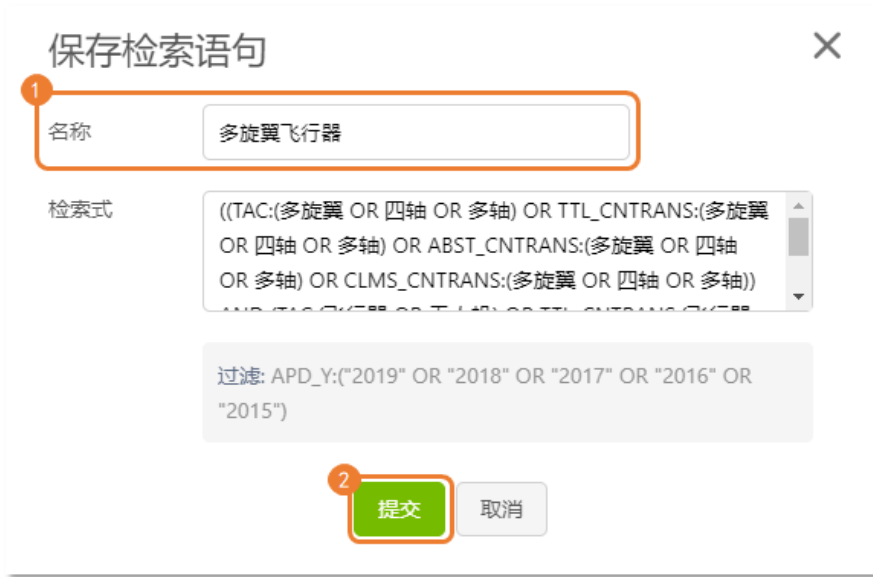 保存检索语句
1
名称
多旋翼飞行器
检索式
((TAC:(多旋翼 OR 四轴 OR 多轴) OR TTL_CNTRANS:(多旋翼
OR 四轴 OR 多轴) OR ABST_CNTRANS:(多旋翼 OR 四轴
OR 多轴) OR CLMS_CNTRANS:(多旋翼 OR 四轴 OR 多轴))
过滤: APD_Y:("2019" OR "2018" OR "2017" OR "2016" OR
"2015")
2
提交
取消